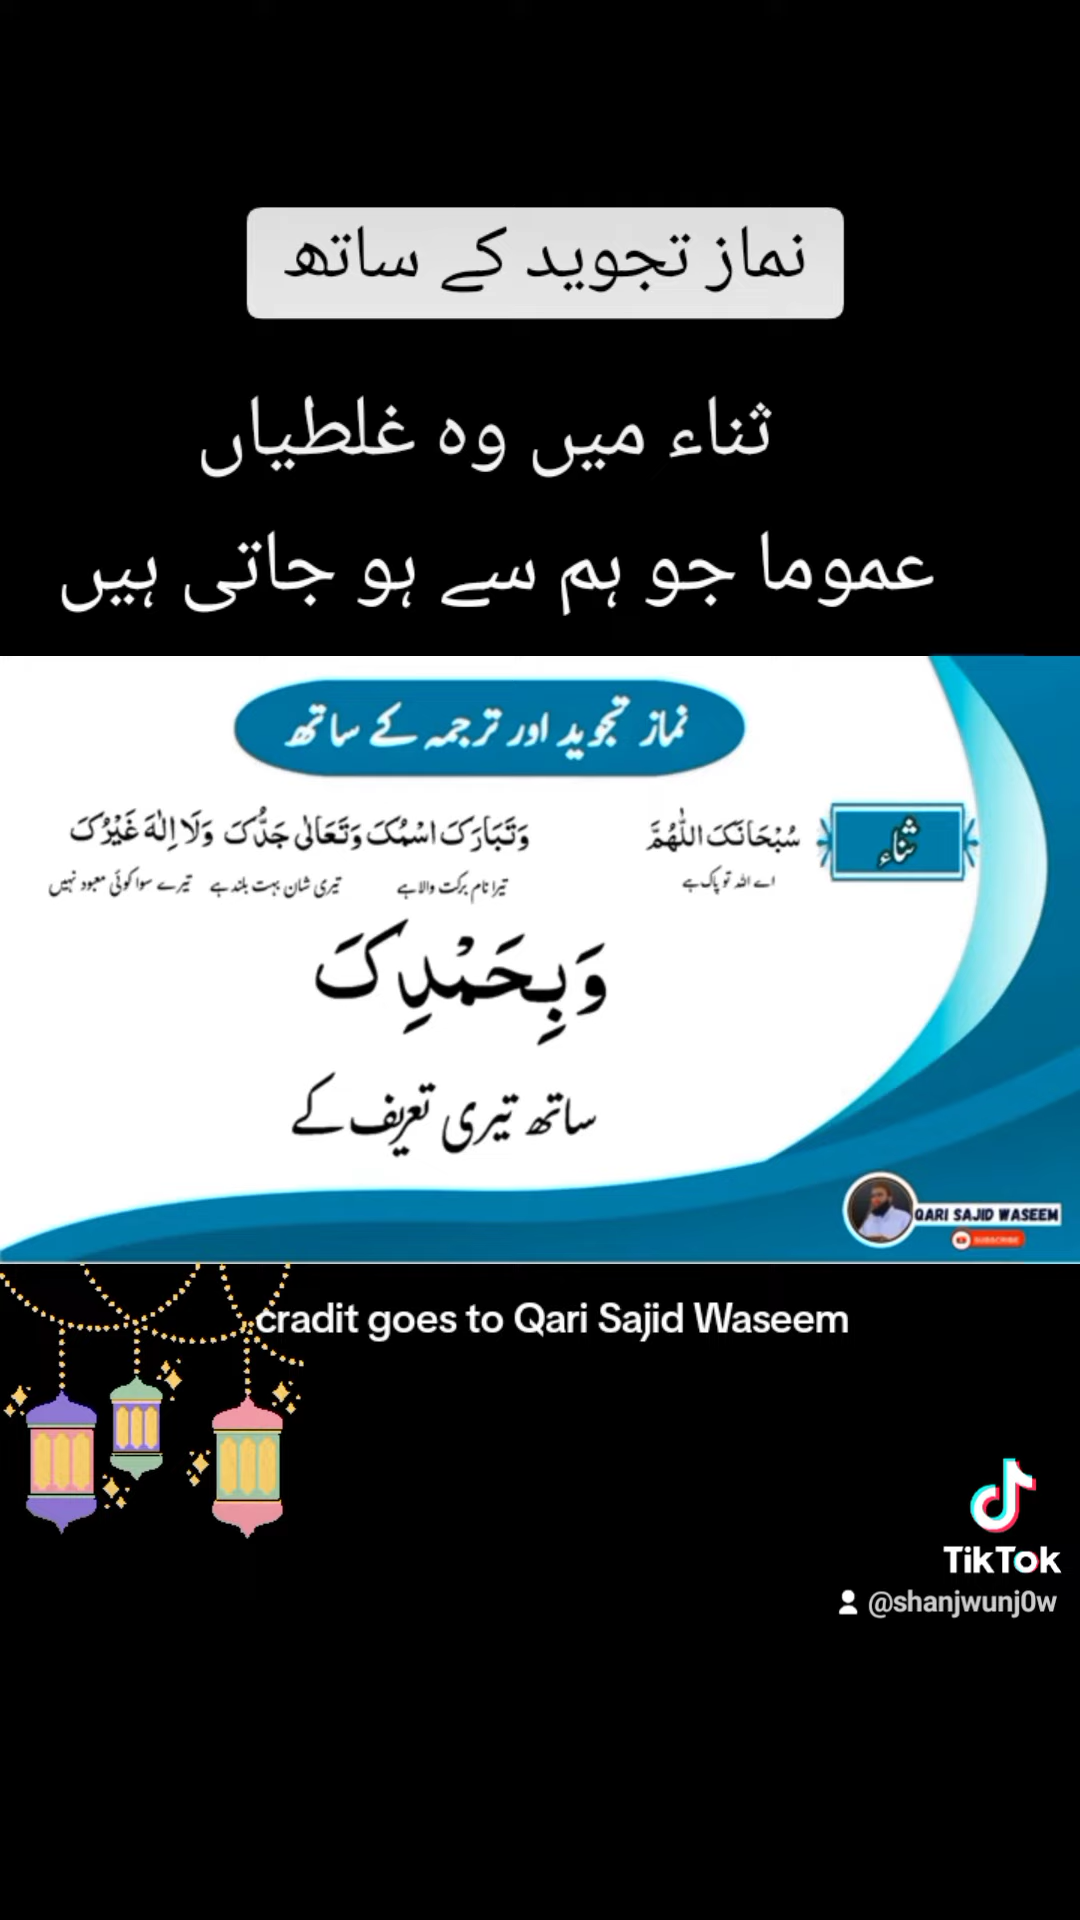 نماز تجوید کے ساتھ
ثناء میں وہ غلطیاں
عموما جو ہم سے ہو جاتی ہیں
نماز تجوید اور ترجمہ کے ساتھ
ثناء
سُبْحَانَکَ اللّٰهُمَّ وَتَبَارَکَ اسْمُکَ وَتَعَالٰی جَدُّکَ وَلَا اِلٰهَ غَیْرُکَ
اے اللہ تو پاک ہے تیرا نام برکت والا ہے تیری شان بہت بلند ہے تیرے سوا کوئی معبود نہیں
وَبِحَمْدِکَ
ساتھ تیری تعریف کے
QARI SAJID WASEEM
SUBSCRIBE
cradit goes to Qari Sajid Waseem
TikTok
@shanjwunj0w